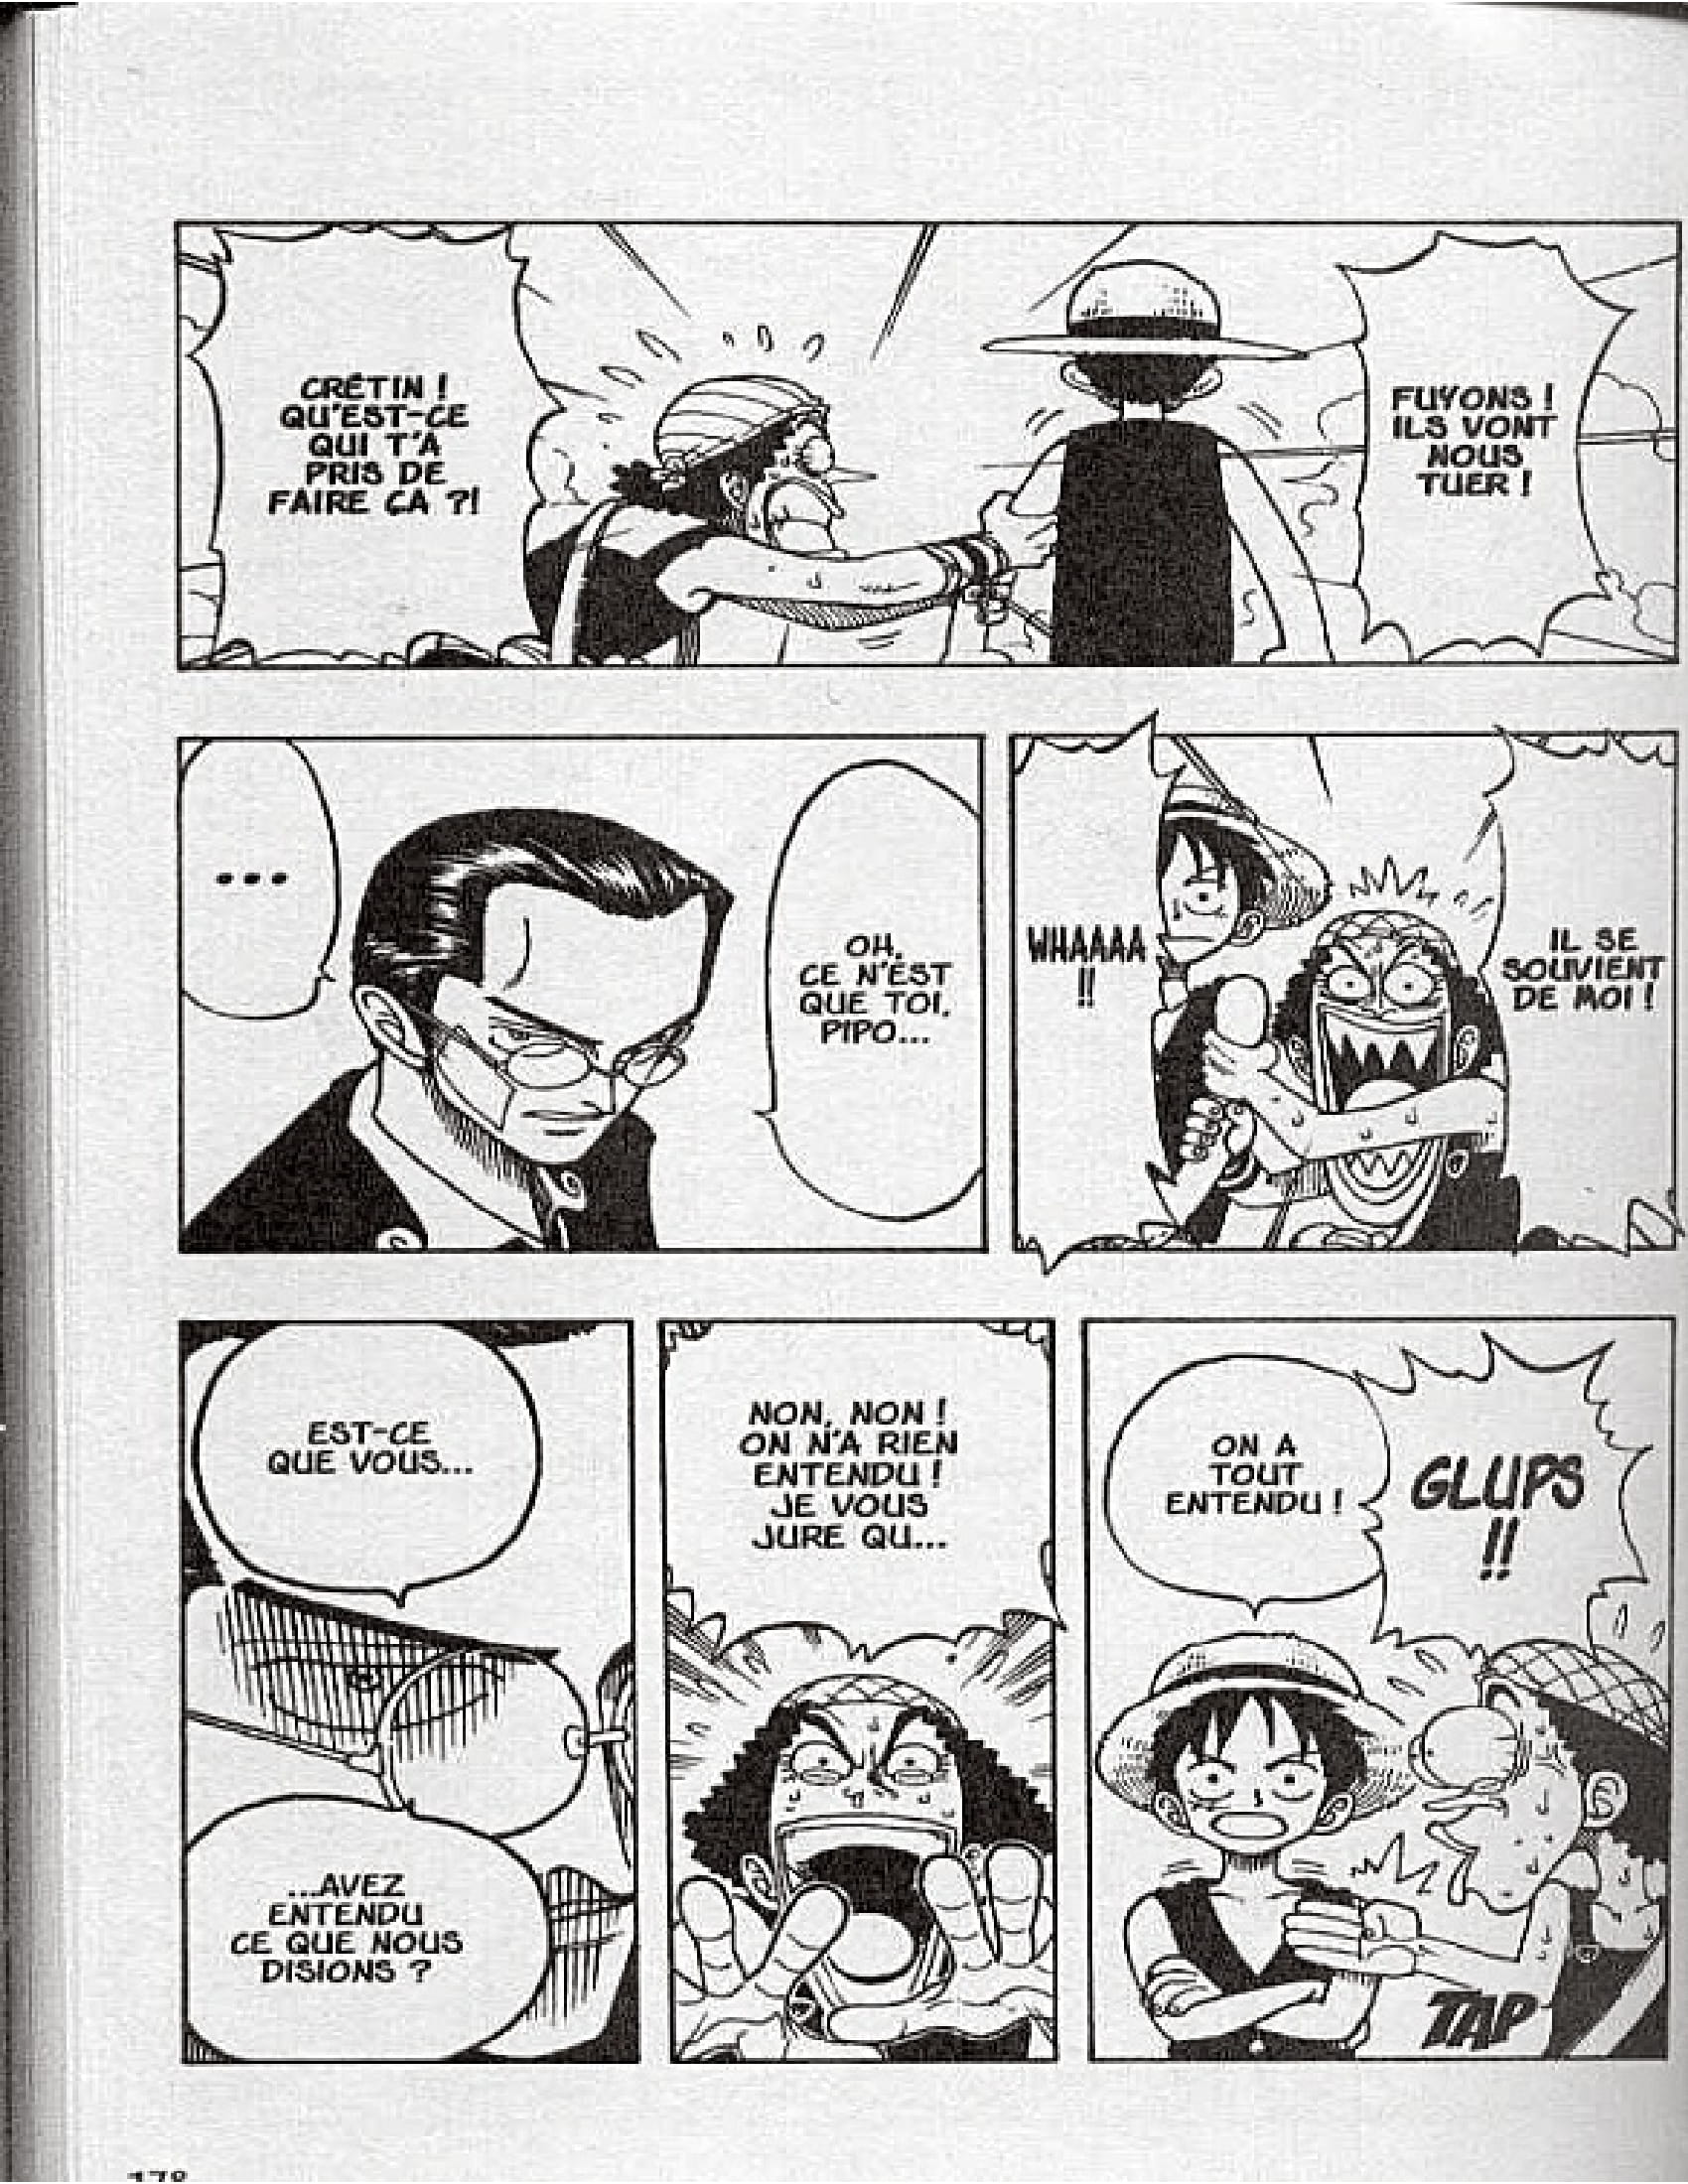 FUYONS !
ILS VONT
NOUS
TUER !
CRÉTIN !
QU'EST-CE
QUI T'A
PRIS DE
FAIRE ÇA ?!
IL SE
SOUVIENT
DE MOI !
WHAAAA
!!
OH,
CE N'EST
QUE TOI,
PIPO...
...
GLUPS
!!
ON A
TOUT
ENTENDU !
TAP
NON, NON !
ON N'A RIEN
ENTENDU !
JE VOUS
JURE QU...
EST-CE
QUE VOUS...
...AVEZ
ENTENDU
CE QUE NOUS
DISIONS ?
178